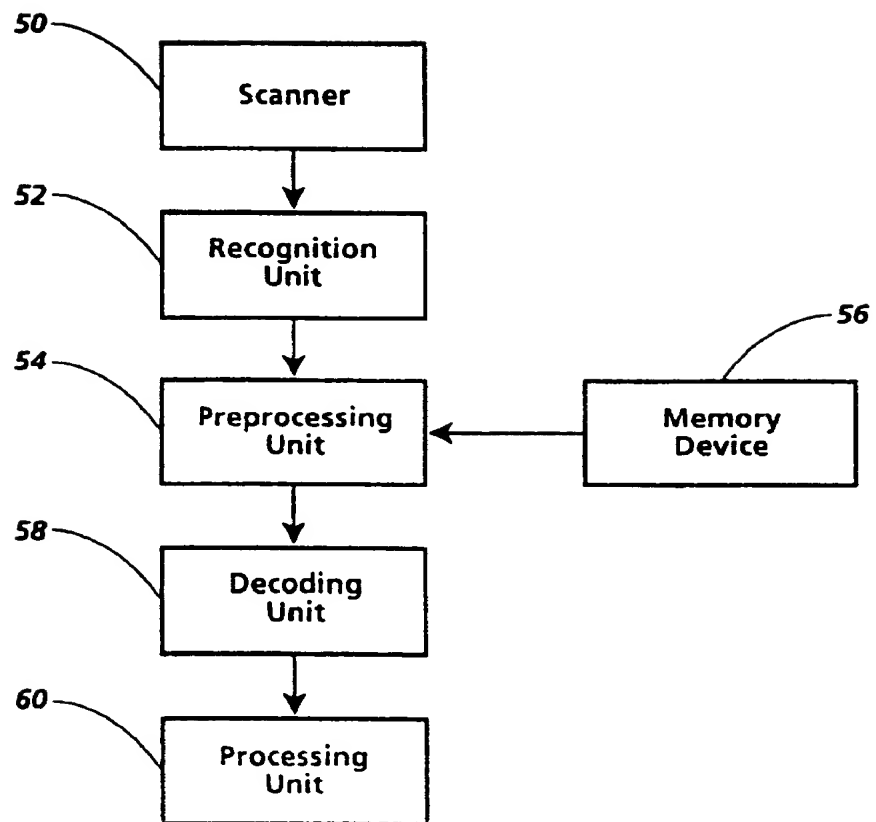 50
Scanner
52
Recognition
Unit
54
Preprocessing
Unit
56
Memory
Device
58
Decoding
Unit
60
Processing
Unit